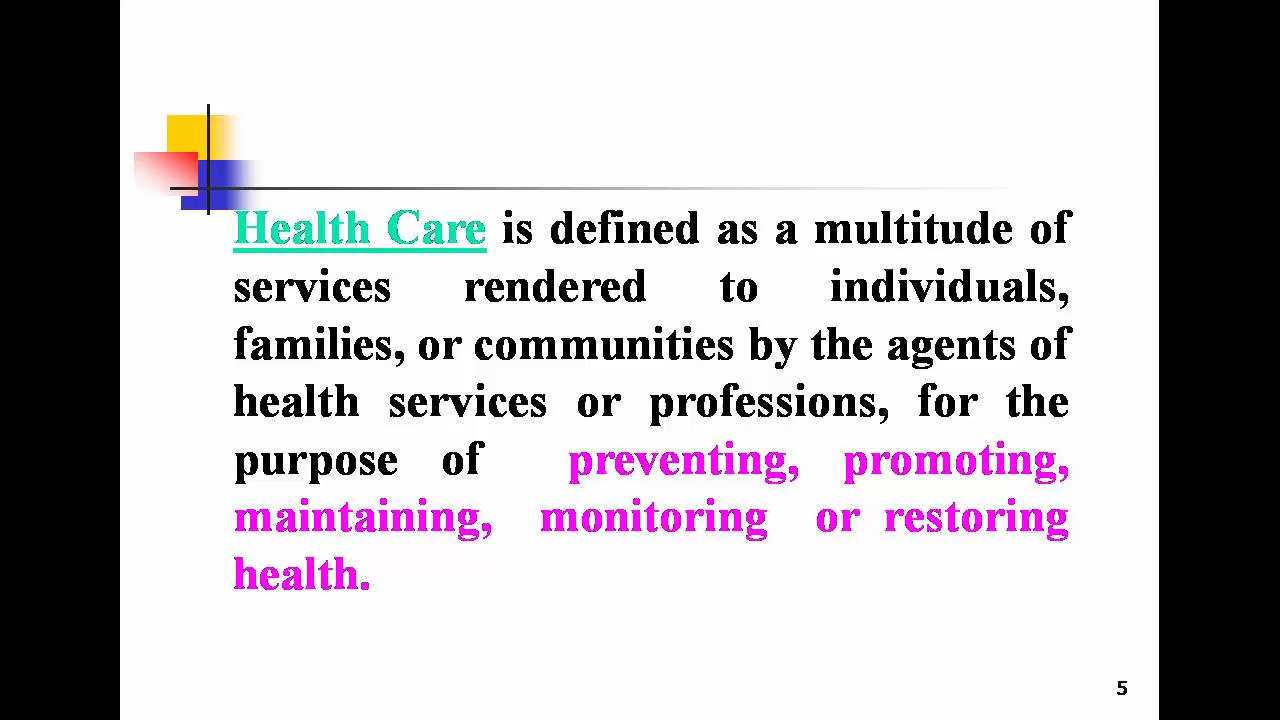 Health Care is defined as a multitude of
services rendered to individuals,
families, or communities by the agents of
health services or professions, for the
purpose of preventing, promoting,
maintaining, monitoring or restoring
health.
5